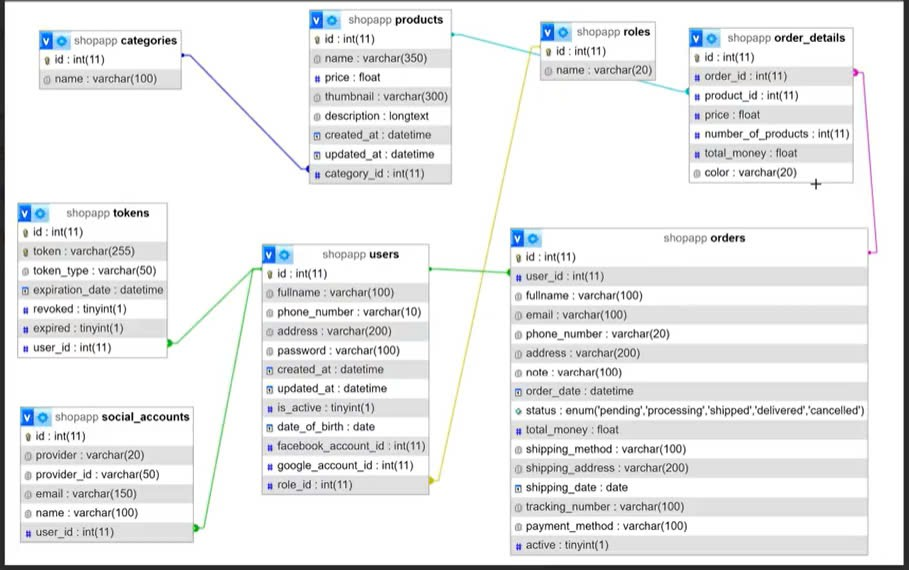 shopapp categories
id : int(11)
name : varchar(100)
shopapp products
id : int(11)
name : varchar(350)
price : float
thumbnail : varchar(300)
description : longtext
created_at : datetime
updated_at : datetime
category_id : int(11)
shopapp roles
id : int(11)
name : varchar(20)
shopapp order_details
id : int(11)
order_id : int(11)
product_id : int(11)
price : float
number_of_products : int(11)
total_money : float
color : varchar(20)
shopapp tokens
id : int(11)
token : varchar(255)
token_type : varchar(50)
expiration_date : datetime
revoked : tinyint(1)
expired : tinyint(1)
user_id : int(11)
shopapp users
id : int(11)
fullname : varchar(100)
phone_number : varchar(10)
address : varchar(200)
password : varchar(100)
created_at : datetime
updated_at : datetime
is_active : tinyint(1)
date_of_birth : date
facebook_account_id : int(11)
google_account_id : int(11)
role_id : int(11)
shopapp orders
id : int(11)
user_id : int(11)
fullname : varchar(100)
email : varchar(100)
phone_number : varchar(20)
address : varchar(200)
note : varchar(100)
order_date : datetime
status : enum('pending','processing','shipped','delivered','cancelled')
total_money : float
shipping_method : varchar(100)
shipping_address : varchar(200)
shipping_date : date
tracking_number : varchar(100)
payment_method : varchar(100)
active : tinyint(1)
shopapp social_accounts
id : int(11)
provider : varchar(20)
provider_id : varchar(50)
email : varchar(150)
name : varchar(100)
user_id : int(11)